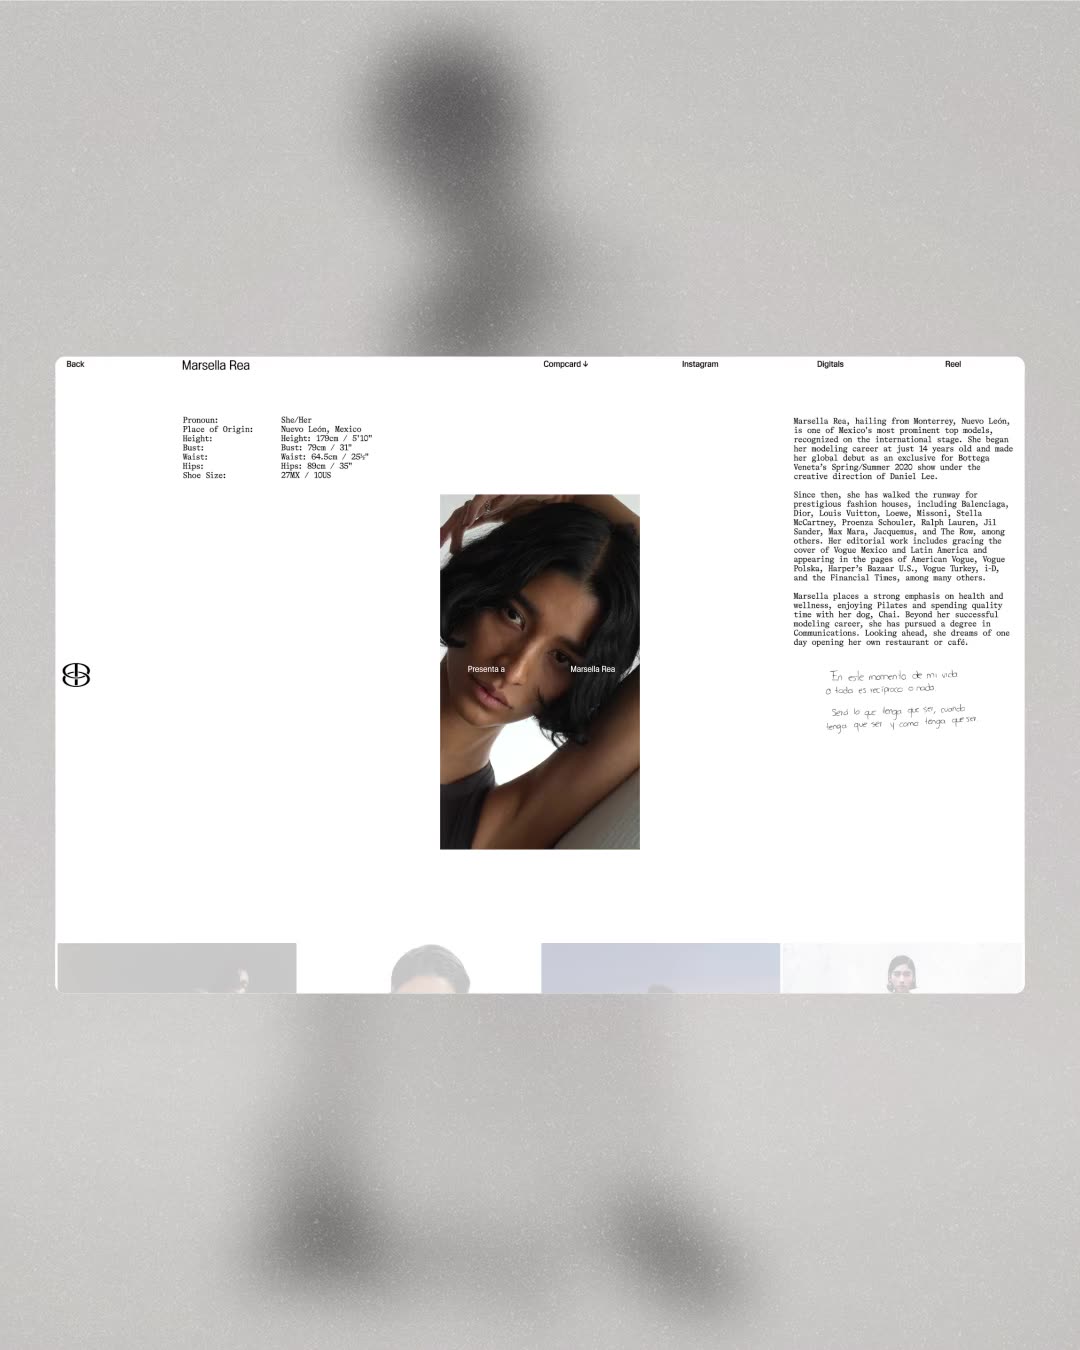 Back
Marsella Rea
Compcard ↓
Instagram
Digitals
Reel
Pronoun: She/Her
Place of Origin: Nuevo León, Mexico
Height: Height: 179cm / 5'10"
Bust: Bust: 79cm / 31"
Waist: Waist: 64.5cm / 25½"
Hips: Hips: 89cm / 35"
Shoe Size: 27MX / 10US
Presenta a
Marsella Rea
Marsella Rea, hailing from Monterrey, Nuevo León,
is one of Mexico's most prominent top models,
recognized on the international stage. She began
her modeling career at just 14 years old and made
her global debut as an exclusive for Bottega
Veneta's Spring/Summer 2020 show under the
creative direction of Daniel Lee.
Since then, she has walked the runway for
prestigious fashion houses, including Balenciaga,
Dior, Louis Vuitton, Loewe, Missoni, Stella
McCartney, Proenza Schouler, Ralph Lauren, Jil
Sander, Max Mara, Jacquemus, and The Row, among
others. Her editorial work includes gracing the
cover of Vogue Mexico and Latin America and
appearing in the pages of American Vogue, Vogue
Polska, Harper's Bazaar U.S., Vogue Turkey, i-D,
and the Financial Times, among many others.
Marsella places a strong emphasis on health and
wellness, enjoying Pilates and spending quality
time with her dog, Chai. Beyond her successful
modeling career, she has pursued a degree in
Communications. Looking ahead, she dreams of one
day opening her own restaurant or café.
En este momento de mi vida
o todo es recíproco o nada.
Será lo que tenga que ser, cuando
tenga que ser y como tenga que ser.